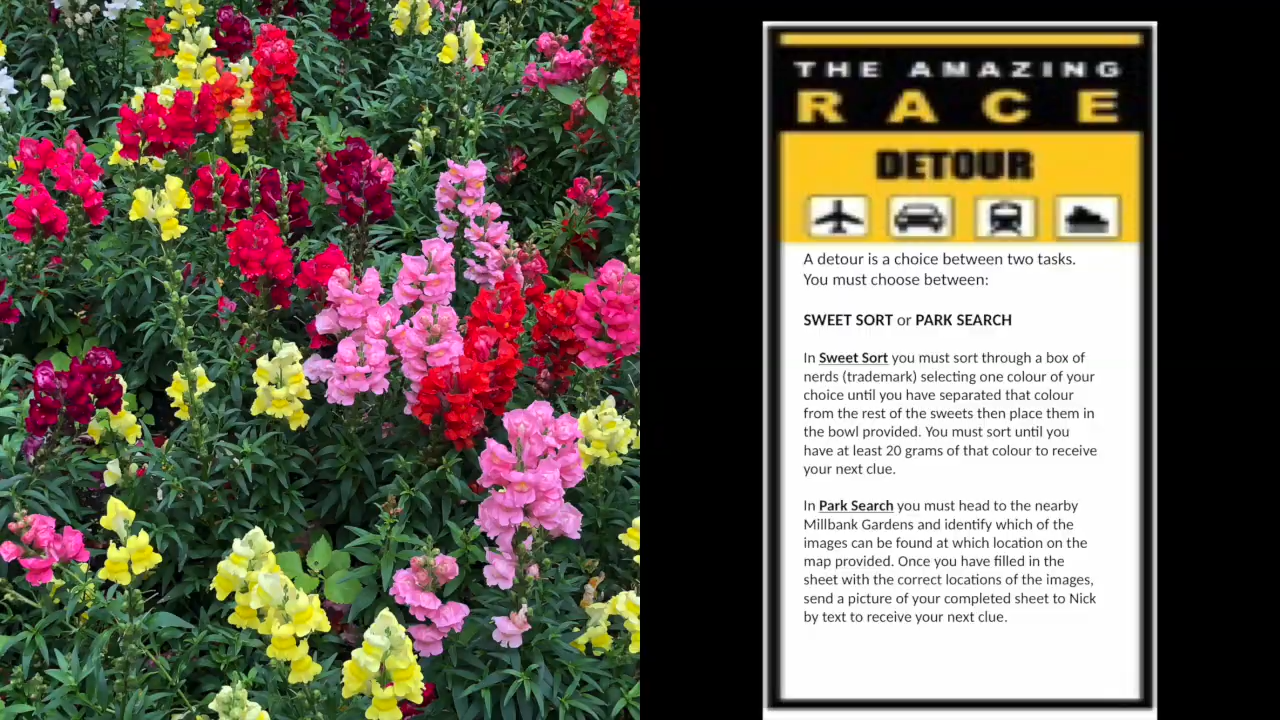 THE AMAZING
RACE
DETOUR
A detour is a choice between two tasks.
You must choose between:
SWEET SORT or PARK SEARCH
In Sweet Sort you must sort through a box of
nerds (trademark) selecting one colour of your
choice until you have separated that colour
from the rest of the sweets then place them in
the bowl provided. You must sort until you
have at least 20 grams of that colour to receive
your next clue.
In Park Search you must head to the nearby
Millbank Gardens and identify which of the
images can be found at which location on the
map provided. Once you have filled in the
sheet with the correct locations of the images,
send a picture of your completed sheet to Nick
by text to receive your next clue.